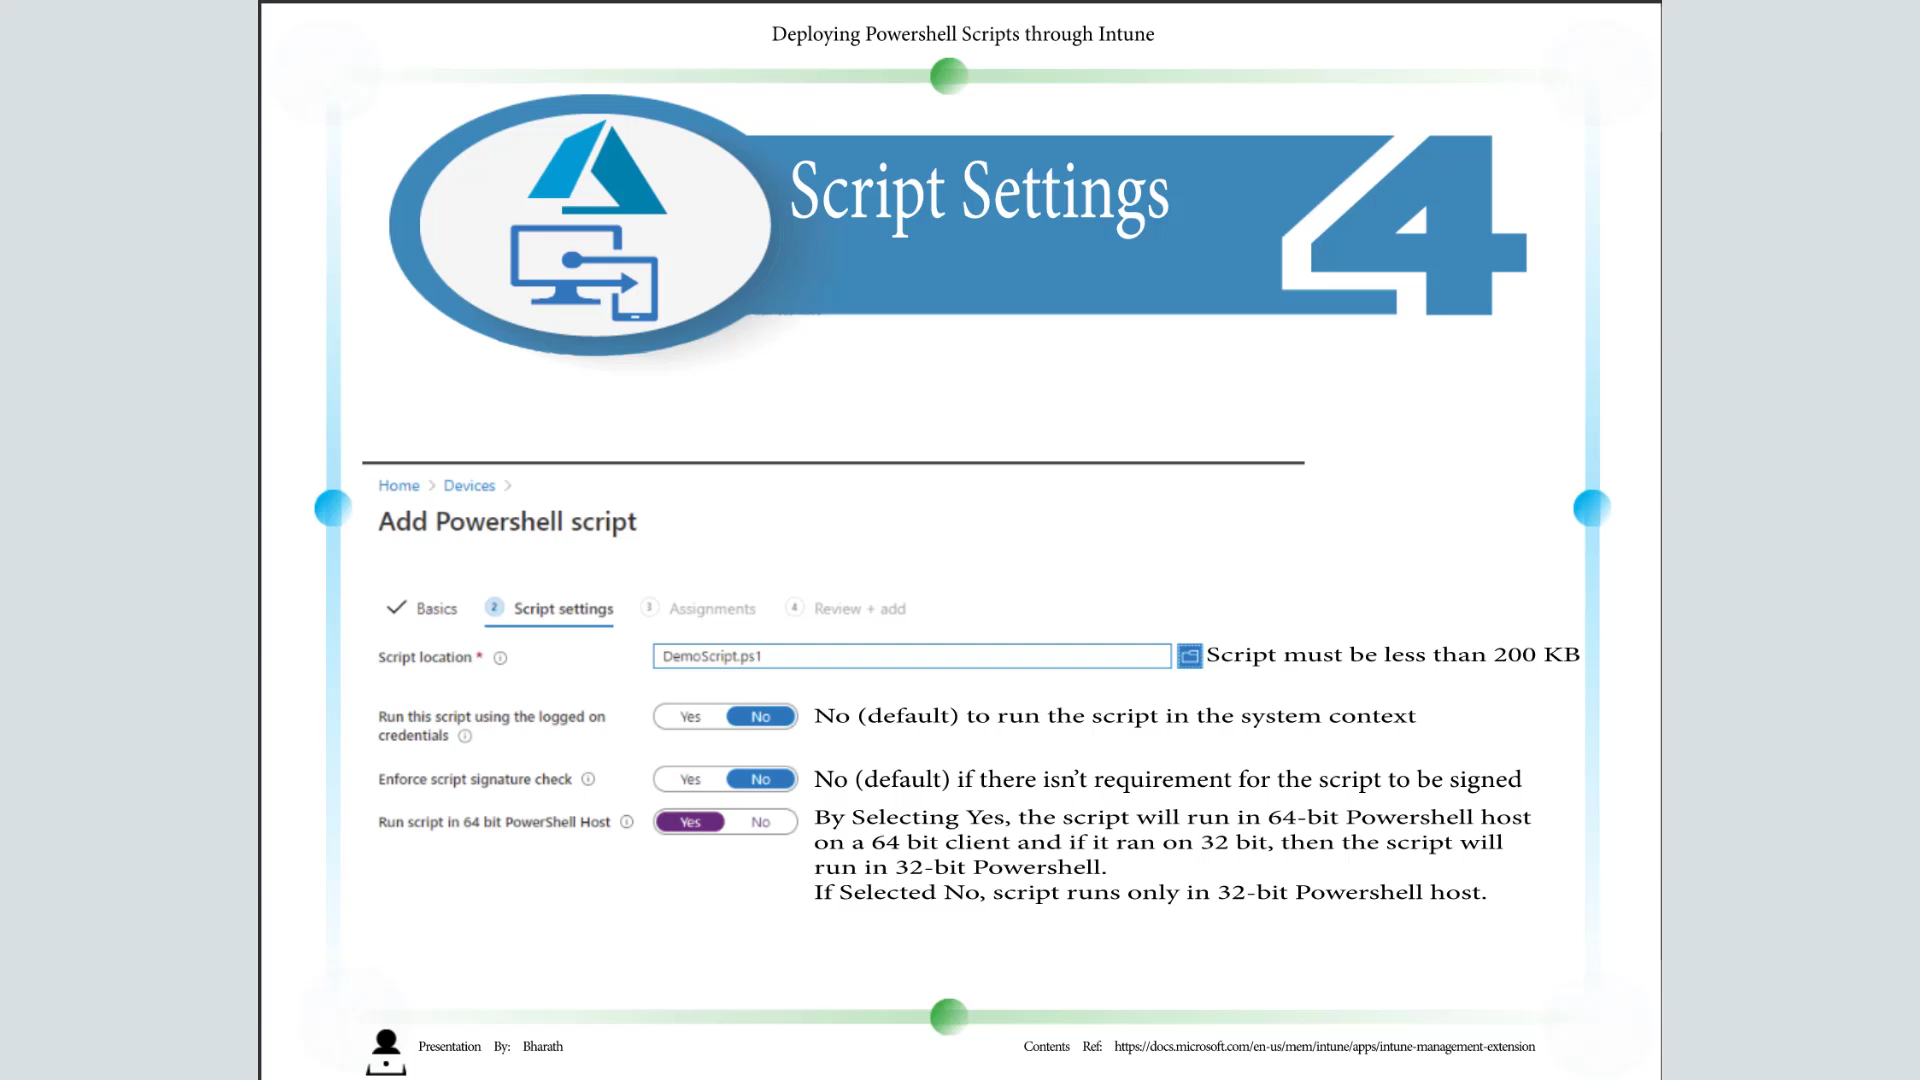 Deploying Powershell Scripts through Intune
Script Settings
4
Home > Devices >
Add Powershell script
Basics 2 Script settings 3 Assignments 4 Review + add
Script location * DemoScript.ps1 Script must be less than 200 KB
Run this script using the logged on credentials Yes No No (default) to run the script in the system context
Enforce script signature check Yes No No (default) if there isn't requirement for the script to be signed
Run script in 64 bit PowerShell Host Yes No By Selecting Yes, the script will run in 64-bit Powershell host
on a 64 bit client and if it ran on 32 bit, then the script will
run in 32-bit Powershell.
If Selected No, script runs only in 32-bit Powershell host.
Presentation By: Bharath
Contents Ref: https://docs.microsoft.com/en-us/mem/intune/apps/intune-management-extension